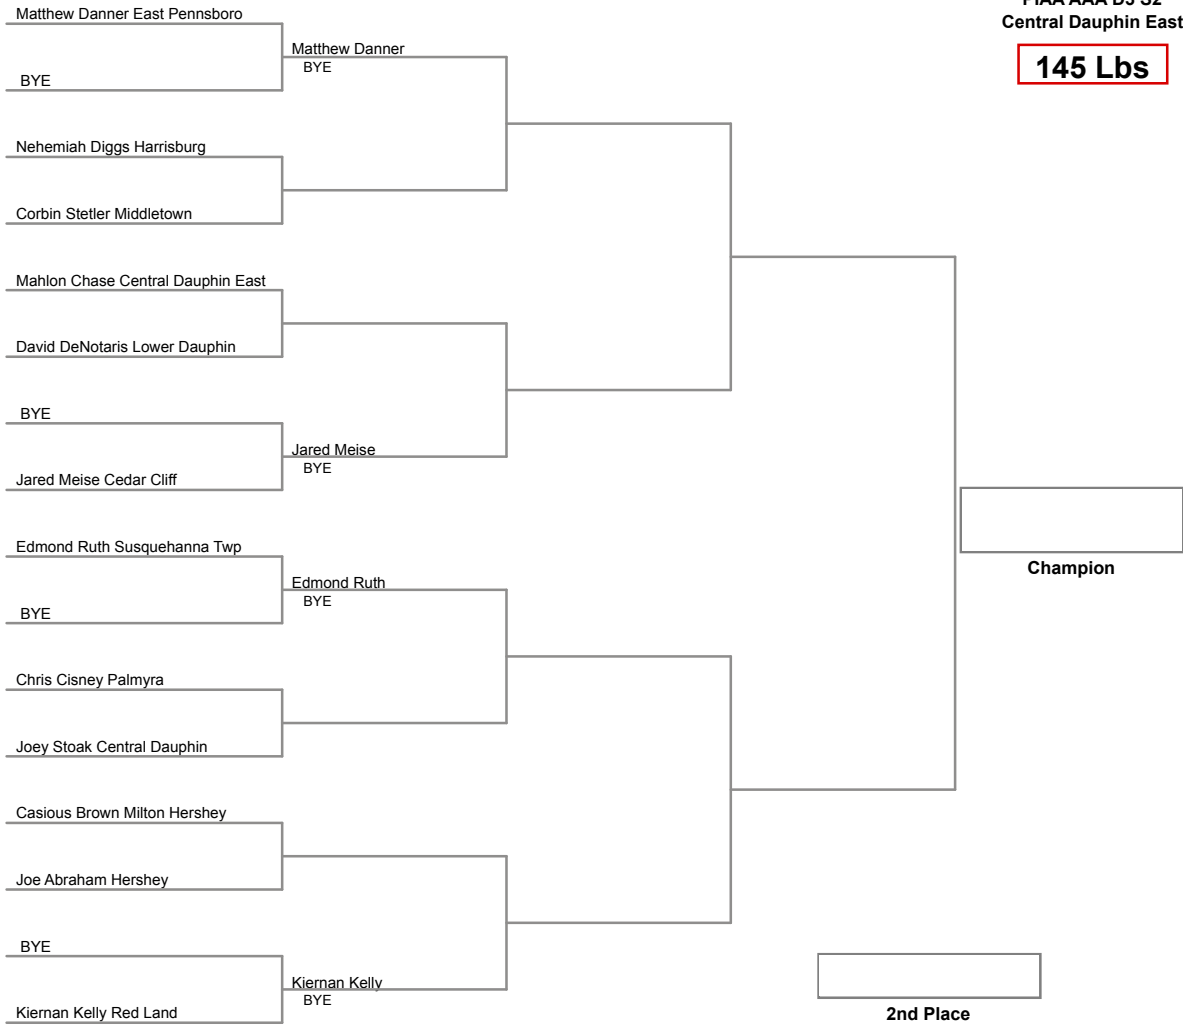 PIAA AAA D3 S2
Central Dauphin East
145 Lbs
Matthew Danner East Pennsboro
Matthew Danner
BYE
BYE
Nehemiah Diggs Harrisburg
Corbin Stetler Middletown
Mahlon Chase Central Dauphin East
David DeNotaris Lower Dauphin
BYE
Jared Meise
BYE
Jared Meise Cedar Cliff
Edmond Ruth Susquehanna Twp
Edmond Ruth
BYE
BYE
Champion
Chris Cisney Palmyra
Joey Stoak Central Dauphin
Casious Brown Milton Hershey
Joe Abraham Hershey
BYE
Kiernan Kelly
BYE
Kiernan Kelly Red Land
2nd Place